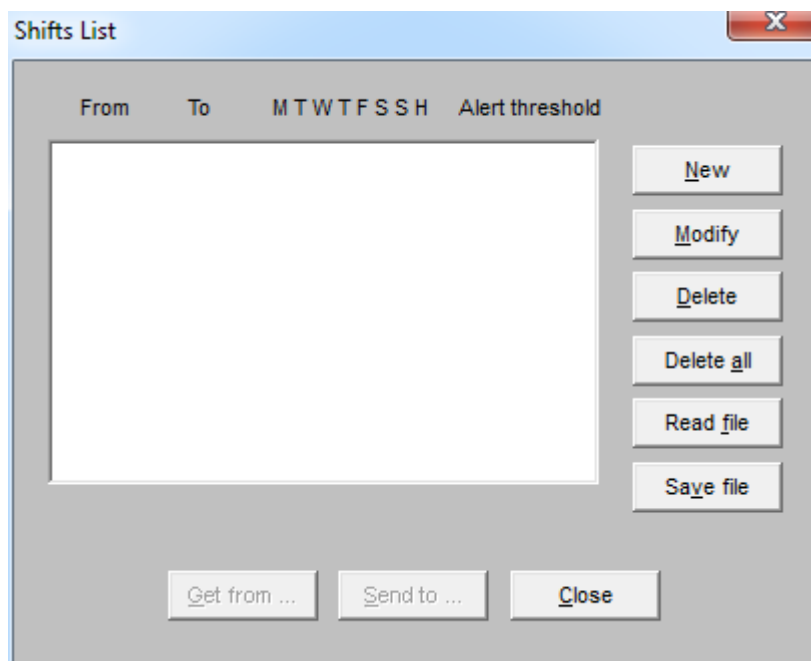 Shifts List
From To M T W T F S S H Alert threshold
New
Modify
Delete
Delete all
Read file
Save file
Get from ... Send to ... Close